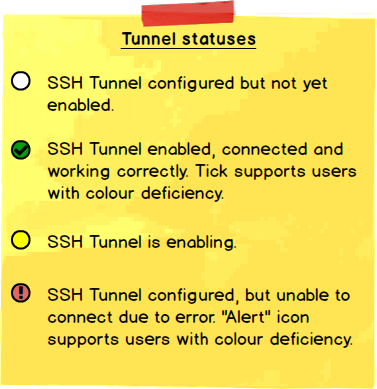 Tunnel statuses
SSH Tunnel configured but not yet
enabled.
SSH Tunnel enabled, connected and
working correctly. Tick supports users
with colour deficiency.
SSH Tunnel is enabling.
SSH Tunnel configured, but unable to
connect due to error. "Alert" icon
supports users with colour deficiency.